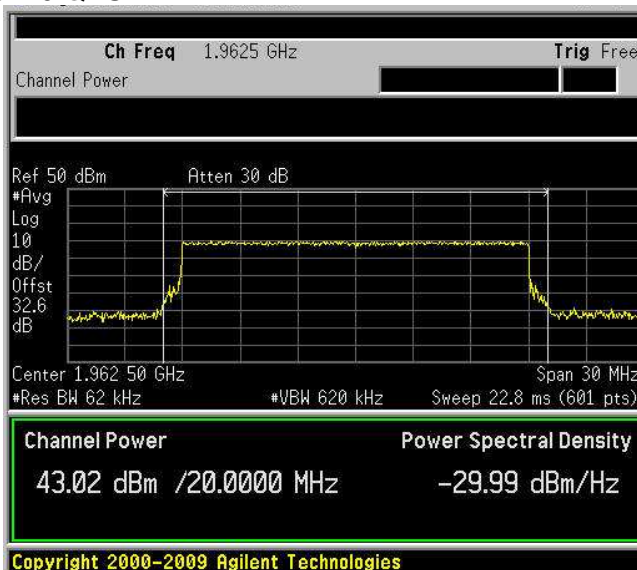 Ch Freq 1.9625 GHz Trig Free
Channel Power
Ref 50 dBm Atten 30 dB
#Avg
Log
10
dB/
Offst
32.6
dB
Center 1.962 50 GHz Span 30 MHz
#Res BW 62 kHz #VBW 620 kHz Sweep 22.8 ms (601 pts)
Channel Power Power Spectral Density
43.02 dBm /20.0000 MHz -29.99 dBm/Hz
Copyright 2000-2009 Agilent Technologies